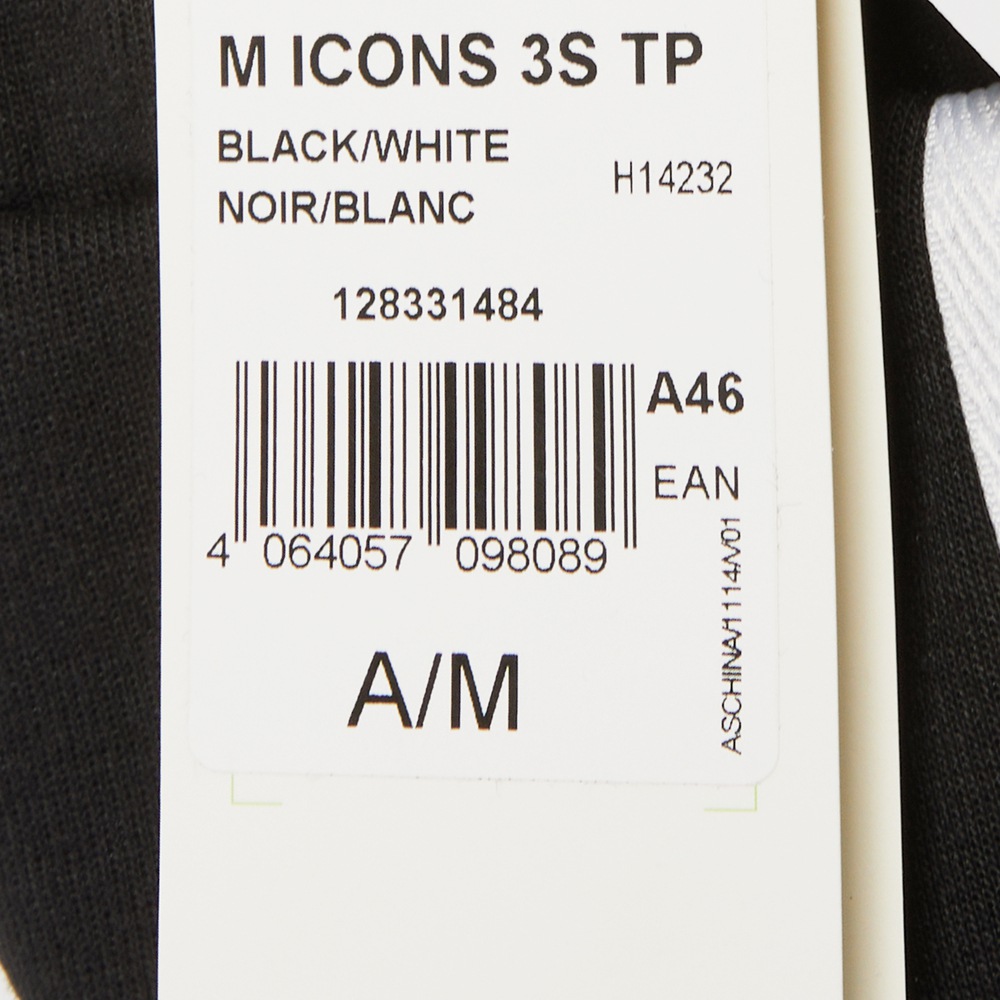 M ICONS 3S TP
BLACK/WHITE
NOIR/BLANC
H14232
128331484
A46
EAN
4 064057 098089
A/M
ASCHINA/1114/V01